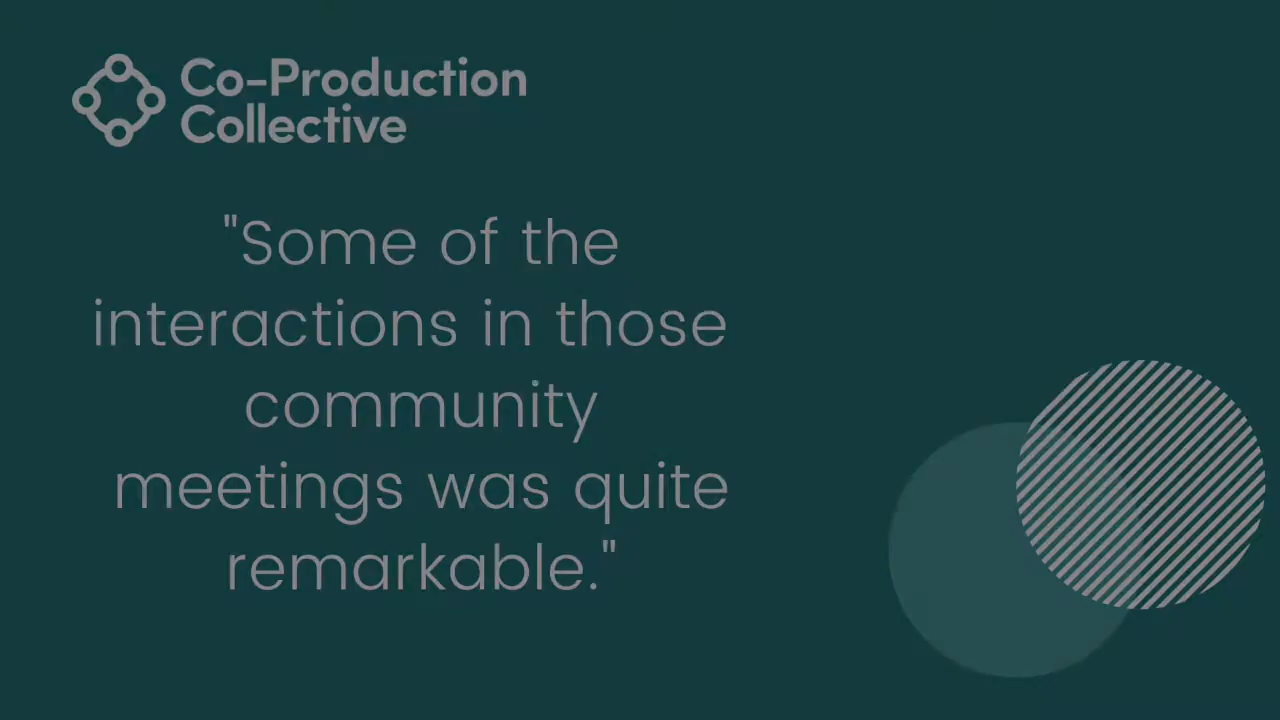 Co-Production
Collective
"Some of the
interactions in those
community
meetings was quite
remarkable."